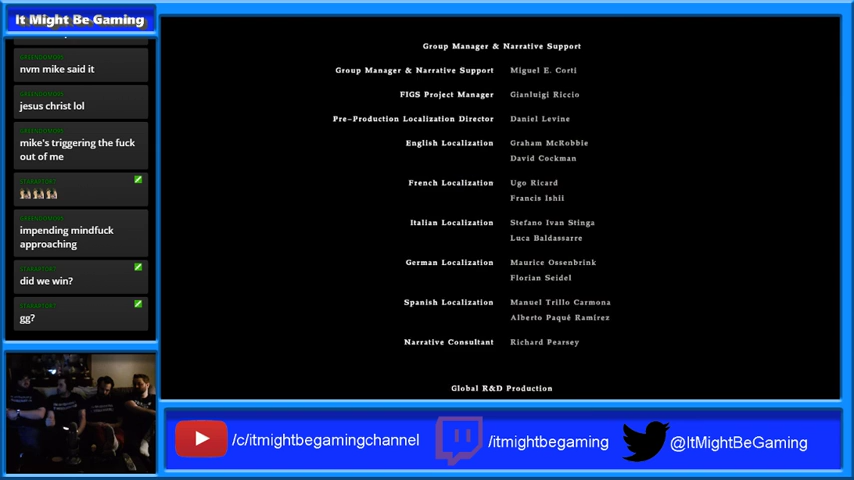 It Might Be Gaming
nvm mike said it
jesus christ lol
mike's triggering the fuck
out of me
impending mindfuck
approaching
did we win?
gg?
Group Manager & Narrative Support
Group Manager & Narrative Support Miguel E. Corti
FIGS Project Manager Gianluigi Riccio
Pre-Production Localization Director Daniel Levine
English Localization Graham McRobbie
David Cockman
French Localization Ugo Ricard
Francis Ishii
Italian Localization Stefano Ivan Stinga
Luca Baldassarre
German Localization Maurice Ossenbrink
Florian Seidel
Spanish Localization Manuel Trillo Carmona
Alberto Paqué Ramírez
Narrative Consultant Richard Pearsey
Global R&D Production
/c/itmightbegamingchannel
/itmightbegaming
@ItMightBeGaming